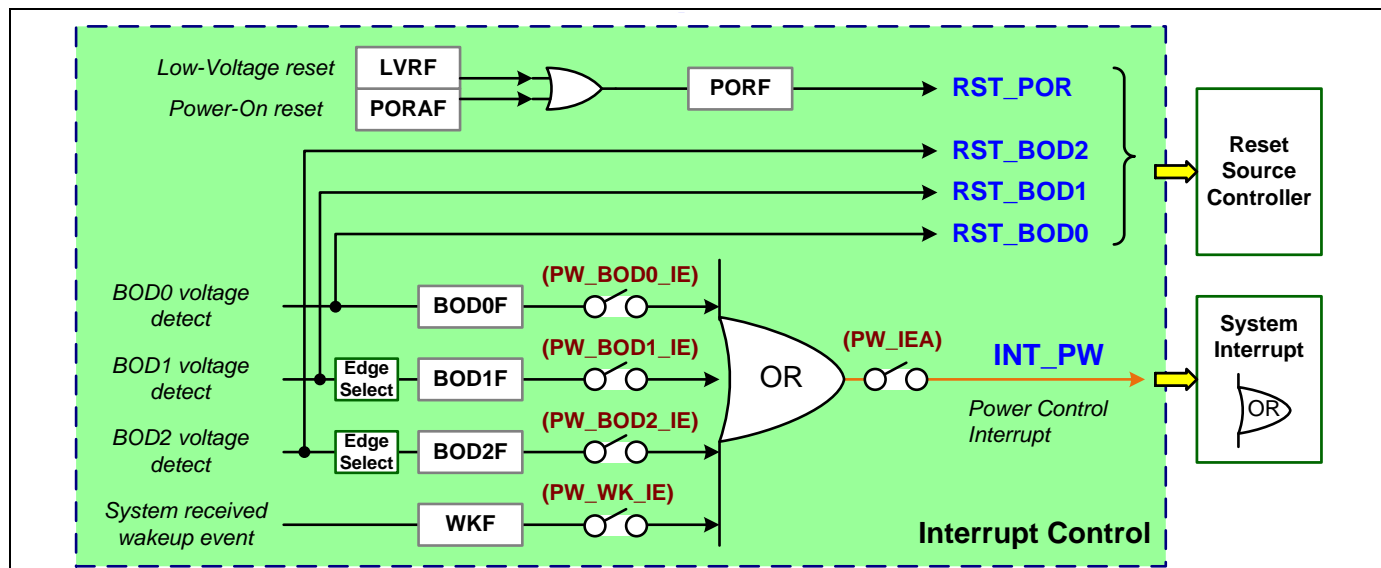 Low-Voltage reset
LVRF
Power-On reset
PORAF
PORF
RST_POR
RST_BOD2
RST_BOD1
RST_BOD0
Reset
Source
Controller
BOD0 voltage
detect
BOD0F
(PW_BOD0_IE)
BOD1 voltage
detect
Edge
Select
BOD1F
(PW_BOD1_IE)
BOD2 voltage
detect
Edge
Select
BOD2F
(PW_BOD2_IE)
System received
wakeup event
WKF
(PW_WK_IE)
OR
(PW_IEA)
INT_PW
Power Control
Interrupt
System
Interrupt
OR
Interrupt Control